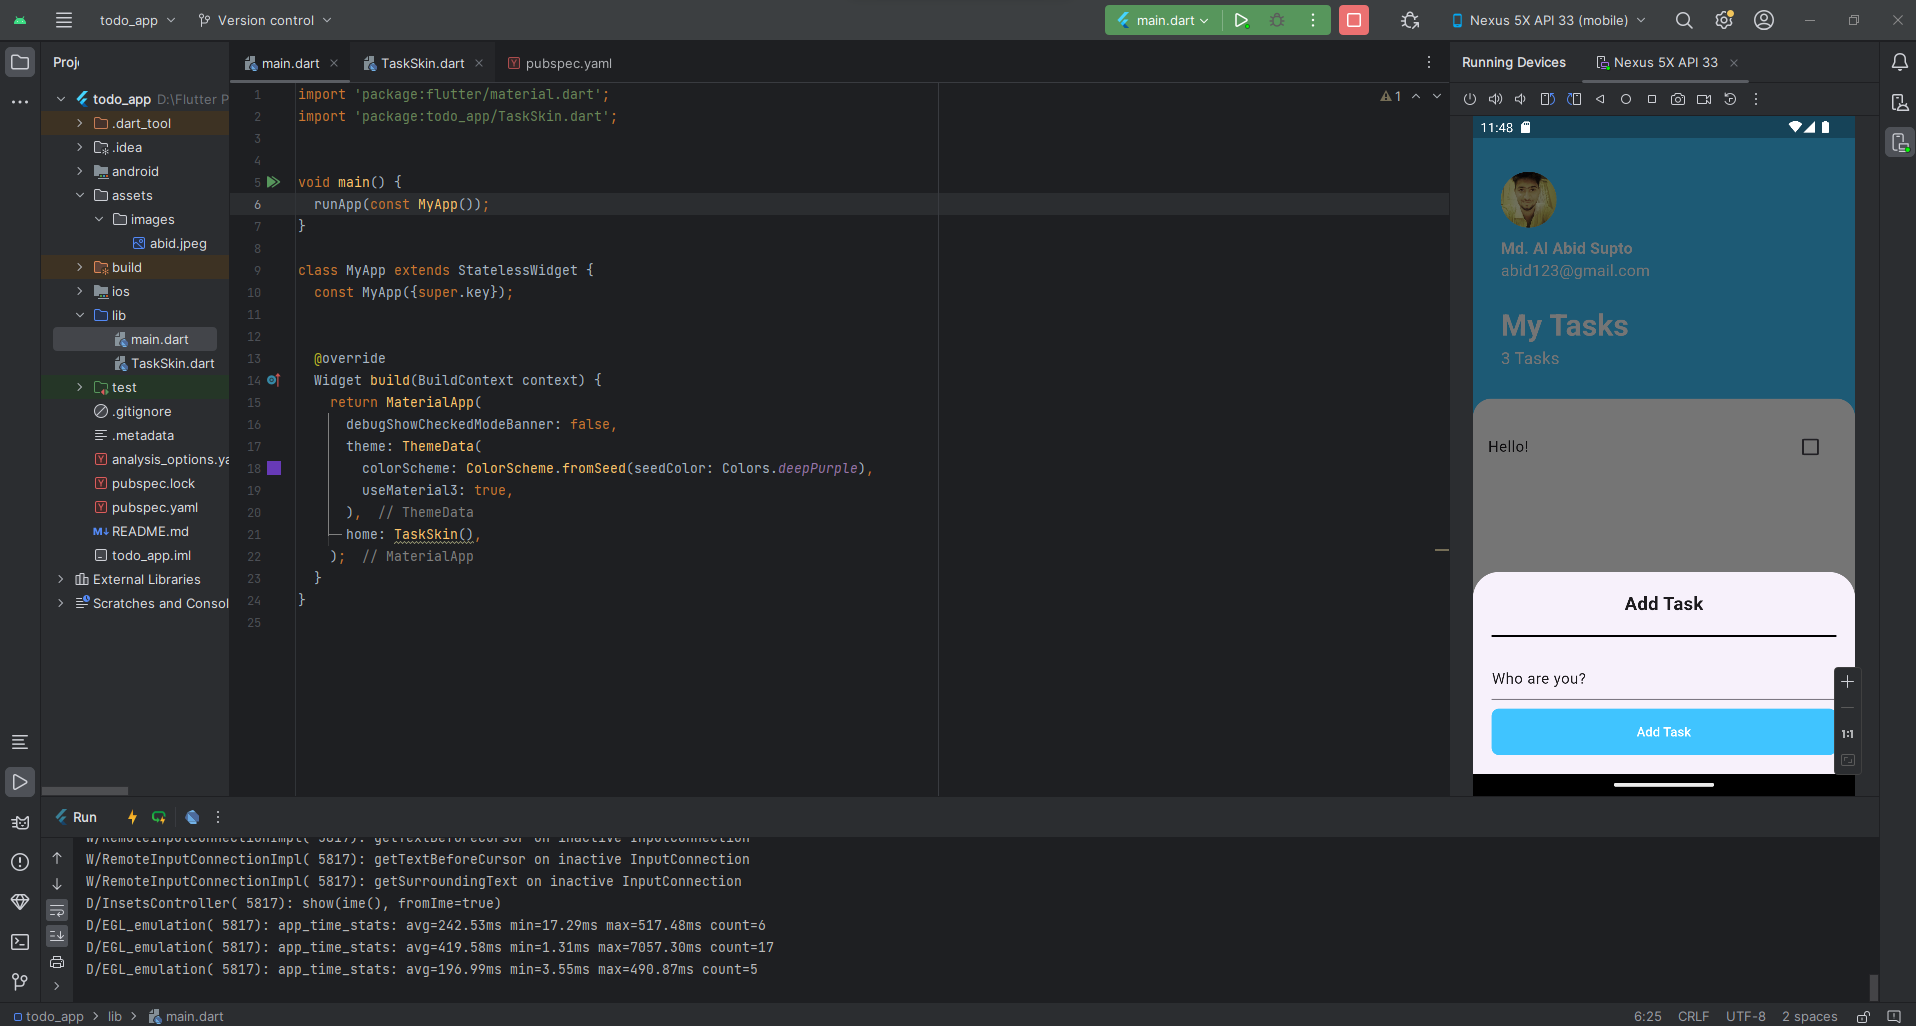 todo_app
Version control
main.dart
Nexus 5X API 33 (mobile)
Proj
main.dart
TaskSkin.dart
pubspec.yaml
Running Devices
Nexus 5X API 33
todo_app D:\Flutter P
.dart_tool
.idea
android
assets
images
abid.jpeg
build
ios
lib
main.dart
TaskSkin.dart
test
.gitignore
.metadata
analysis_options.ya
pubspec.lock
pubspec.yaml
README.md
todo_app.iml
External Libraries
Scratches and Consol
1 import 'package:flutter/material.dart';
2 import 'package:todo_app/TaskSkin.dart';
3
4
5 void main() {
6 runApp(const MyApp());
7 }
8
9 class MyApp extends StatelessWidget {
10 const MyApp({super.key});
11
12
13 @override
14 Widget build(BuildContext context) {
15 return MaterialApp(
16 debugShowCheckedModeBanner: false,
17 theme: ThemeData(
18 colorScheme: ColorScheme.fromSeed(seedColor: Colors.deepPurple),
19 useMaterial3: true,
20 ), // ThemeData
21 home: TaskSkin(),
22 ); // MaterialApp
23 }
24 }
25
1
11:48
Md. Al Abid Supto
abid123@gmail.com
My Tasks
3 Tasks
Hello!
Add Task
Who are you?
Add Task
1:1
Run
W/RemoteInputConnectionImpl( 5817): getTextBeforeCursor on inactive InputConnection
W/RemoteInputConnectionImpl( 5817): getTextBeforeCursor on inactive InputConnection
W/RemoteInputConnectionImpl( 5817): getSurroundingText on inactive InputConnection
D/InsetsController( 5817): show(ime(), fromIme=true)
D/EGL_emulation( 5817): app_time_stats: avg=242.53ms min=17.29ms max=517.48ms count=6
D/EGL_emulation( 5817): app_time_stats: avg=419.58ms min=1.31ms max=7057.30ms count=17
D/EGL_emulation( 5817): app_time_stats: avg=196.99ms min=3.55ms max=490.87ms count=5
todo_app > lib > main.dart
6:25 CRLF UTF-8 2 spaces